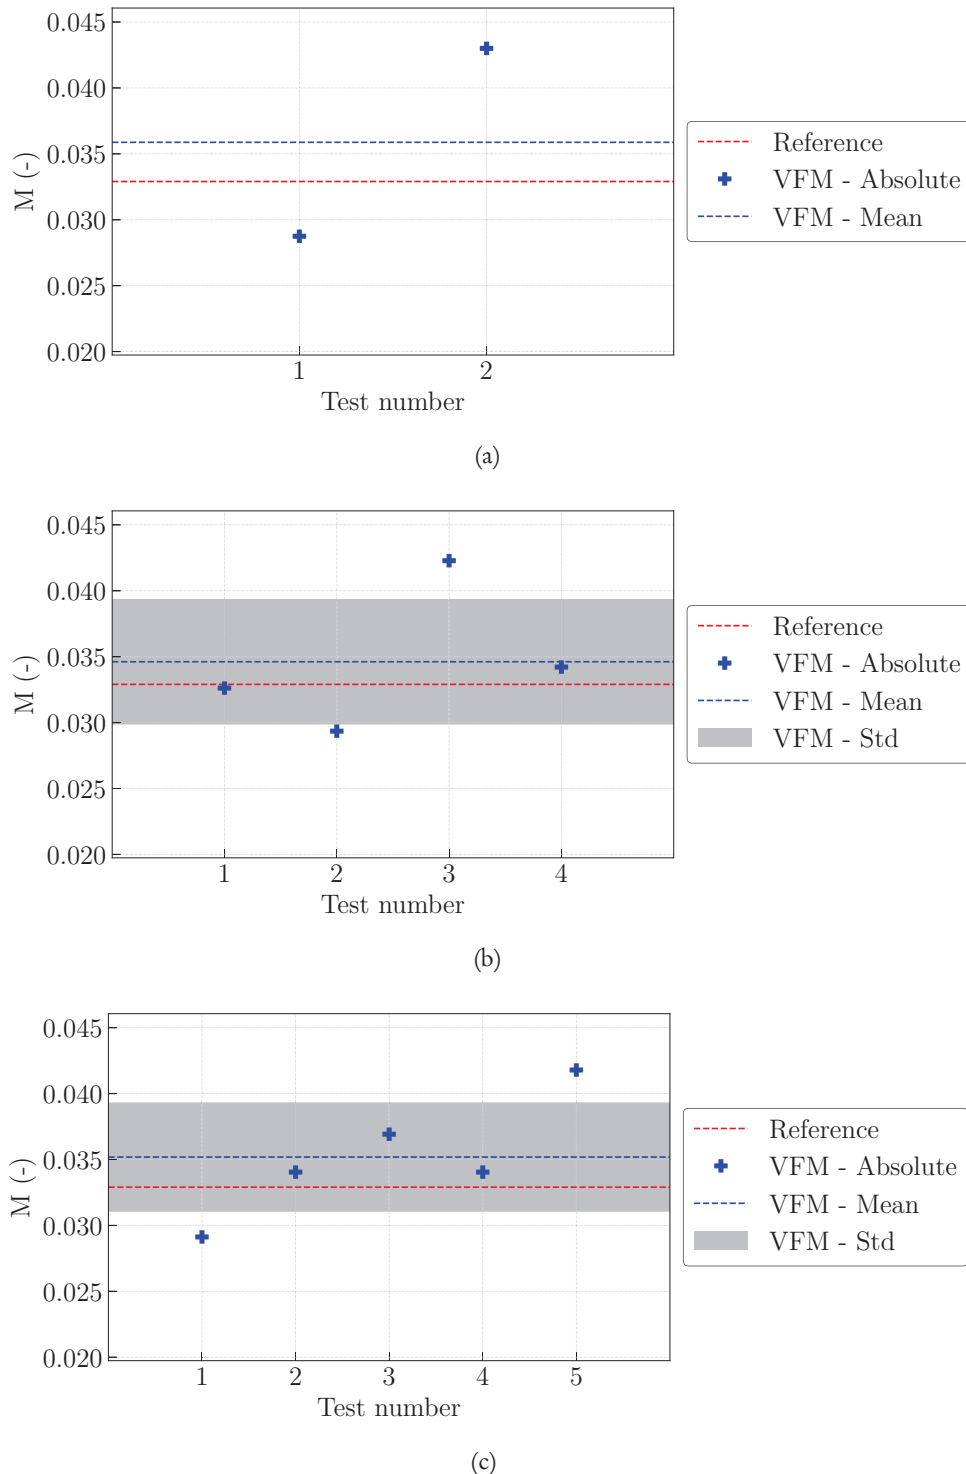 0.045
0.040
0.035
0.030
0.025
0.020
M (-)
1 2
Test number
Reference
VFM - Absolute
VFM - Mean
(a)
0.045
0.040
0.035
0.030
0.025
0.020
M (-)
1 2 3 4
Test number
Reference
VFM - Absolute
VFM - Mean
VFM - Std
(b)
0.045
0.040
0.035
0.030
0.025
0.020
M (-)
1 2 3 4 5
Test number
Reference
VFM - Absolute
VFM - Mean
VFM - Std
(c)